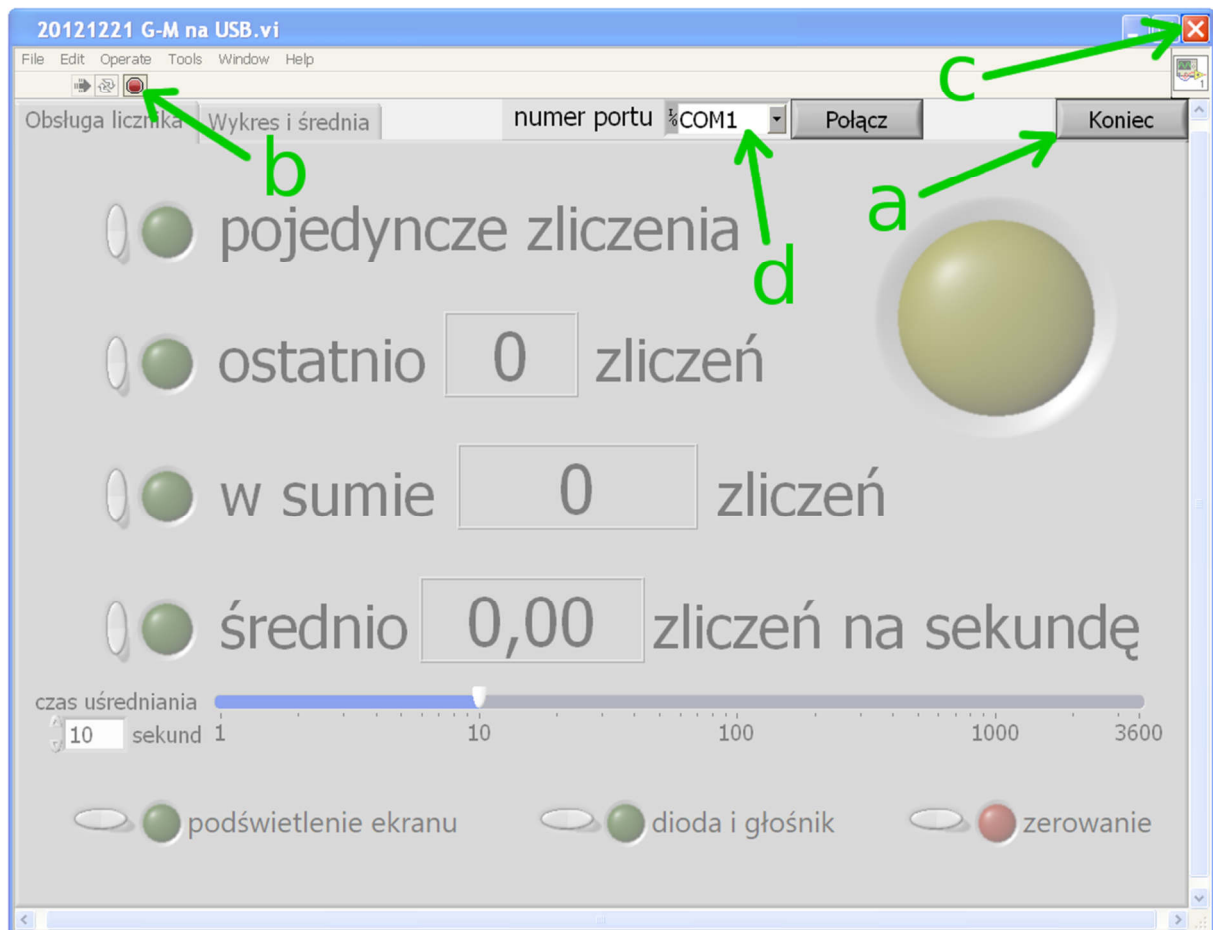 20121221 G-M na USB.vi
File Edit Operate Tools Window Help
c
1
Obsługa licznika Wykres i średnia numer portu I/O COM1 Połącz Koniec
b
a
d
pojedyncze zliczenia
ostatnio 0 zliczeń
w sumie 0 zliczeń
średnio 0,00 zliczeń na sekundę
czas uśredniania
10 sekund 1 10 100 1000 3600
podświetlenie ekranu dioda i głośnik zerowanie